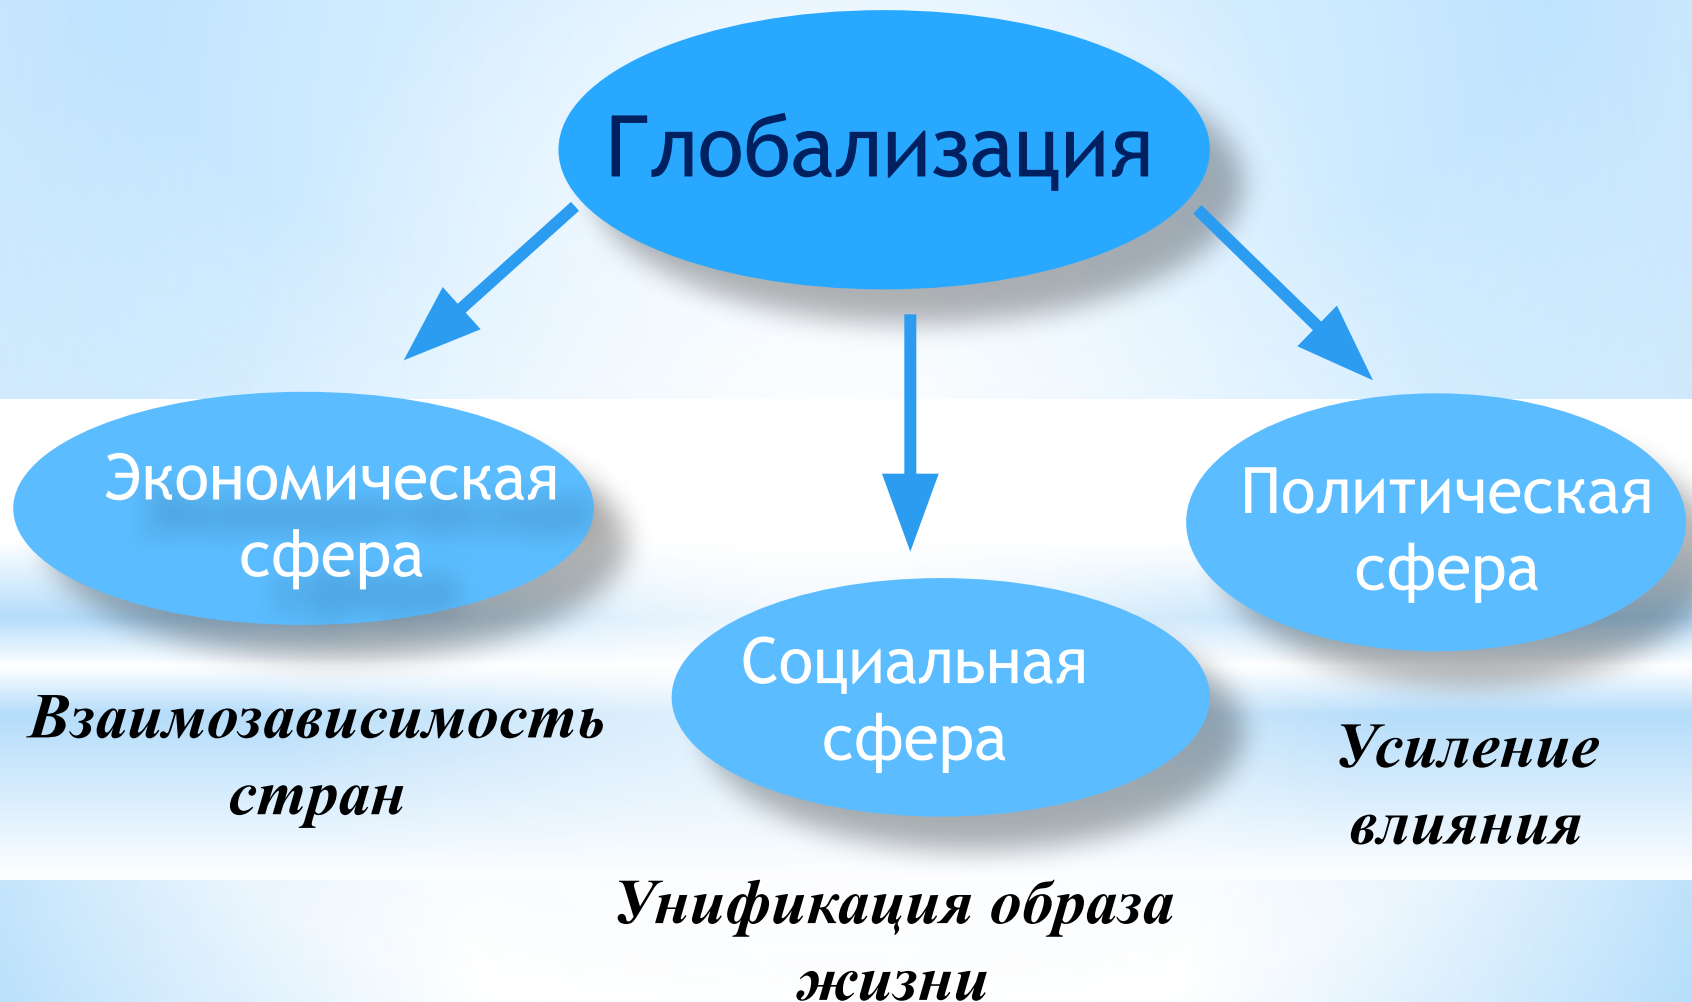 Глобализация
Экономическая
сфера
Взаимозависимость
стран
Социальная
сфера
Унификация образа
жизни
Политическая
сфера
Усиление
влияния